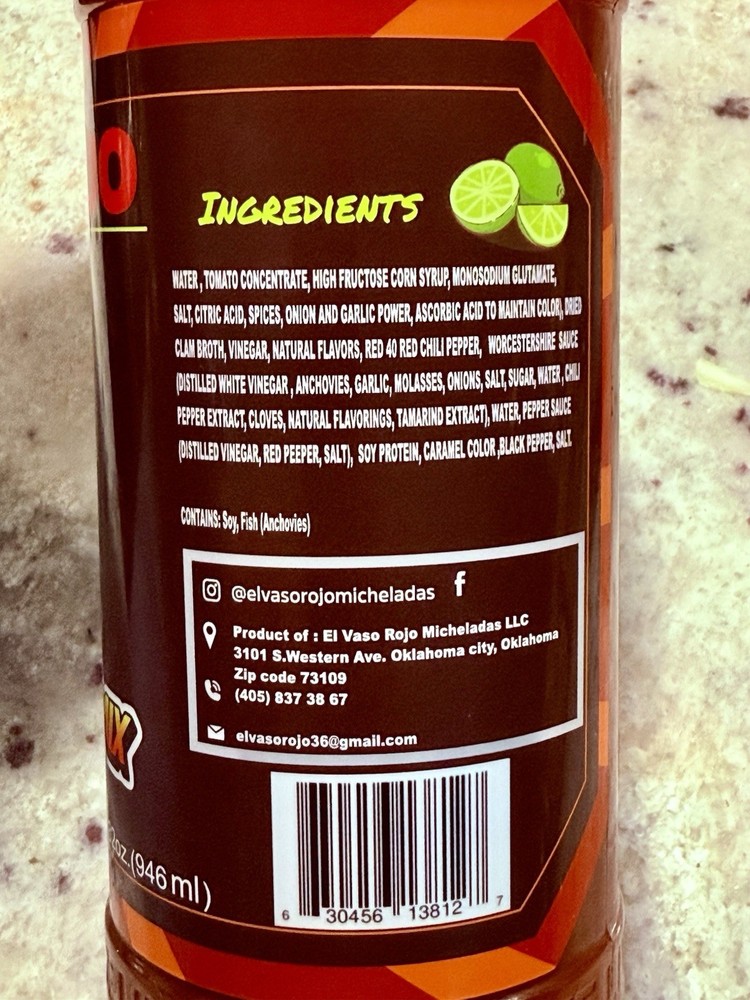 O
INGREDIENTS
WATER , TOMATO CONCENTRATE, HIGH FRUCTOSE CORN SYRUP, MONOSODIUM GLUTAMATE,
SALT, CITRIC ACID, SPICES, ONION AND GARLIC POWER, ASCORBIC ACID TO MAINTAIN COLOR), DRIED
CLAM BROTH, VINEGAR, NATURAL FLAVORS, RED 40 RED CHILI PEPPER, WORCESTERSHIRE SAUCE
(DISTILLED WHITE VINEGAR , ANCHOVIES, GARLIC, MOLASSES, ONIONS, SALT, SUGAR, WATER , CHILI
PEPPER EXTRACT, CLOVES, NATURAL FLAVORINGS, TAMARIND EXTRACT), WATER, PEPPER SAUCE
(DISTILLED VINEGAR, RED PEEPER, SALT), SOY PROTEIN, CARAMEL COLOR ,BLACK PEPPER, SALT.
CONTAINS: Soy, Fish (Anchovies)
@elvasorojomicheladas f
Product of : El Vaso Rojo Micheladas LLC
3101 S.Western Ave. Oklahoma city, Oklahoma
Zip code 73109
(405) 837 38 67
elvasorojo36@gmail.com
IX
2oz.(946ml)
6 30456 13812 7